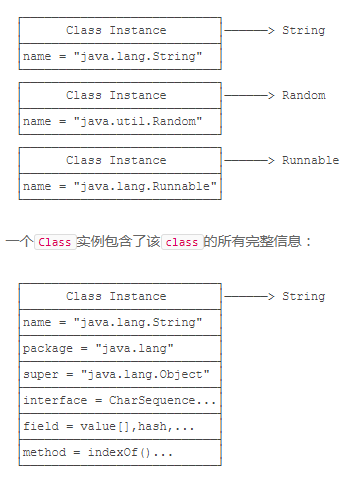 Class Instance ──────> String
name = "java.lang.String"
Class Instance ──────> Random
name = "java.util.Random"
Class Instance ──────> Runnable
name = "java.lang.Runnable"
一个Class实例包含了该class的所有完整信息：
Class Instance ──────> String
name = "java.lang.String"
package = "java.lang"
super = "java.lang.Object"
interface = CharSequence...
field = value[],hash,...
method = indexOf()...